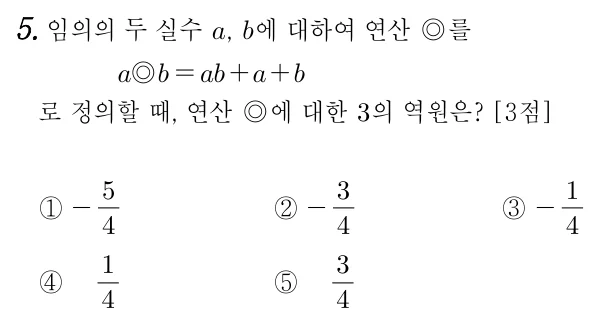 5. 임의의 두 실수 a, b에 대하여 연산 ◎를
a◎b=ab+a+b
로 정의할 때, 연산 ◎에 대한 3의 역원은? [3점]
① -5/4 ② -3/4 ③ -1/4
④ 1/4 ⑤ 3/4